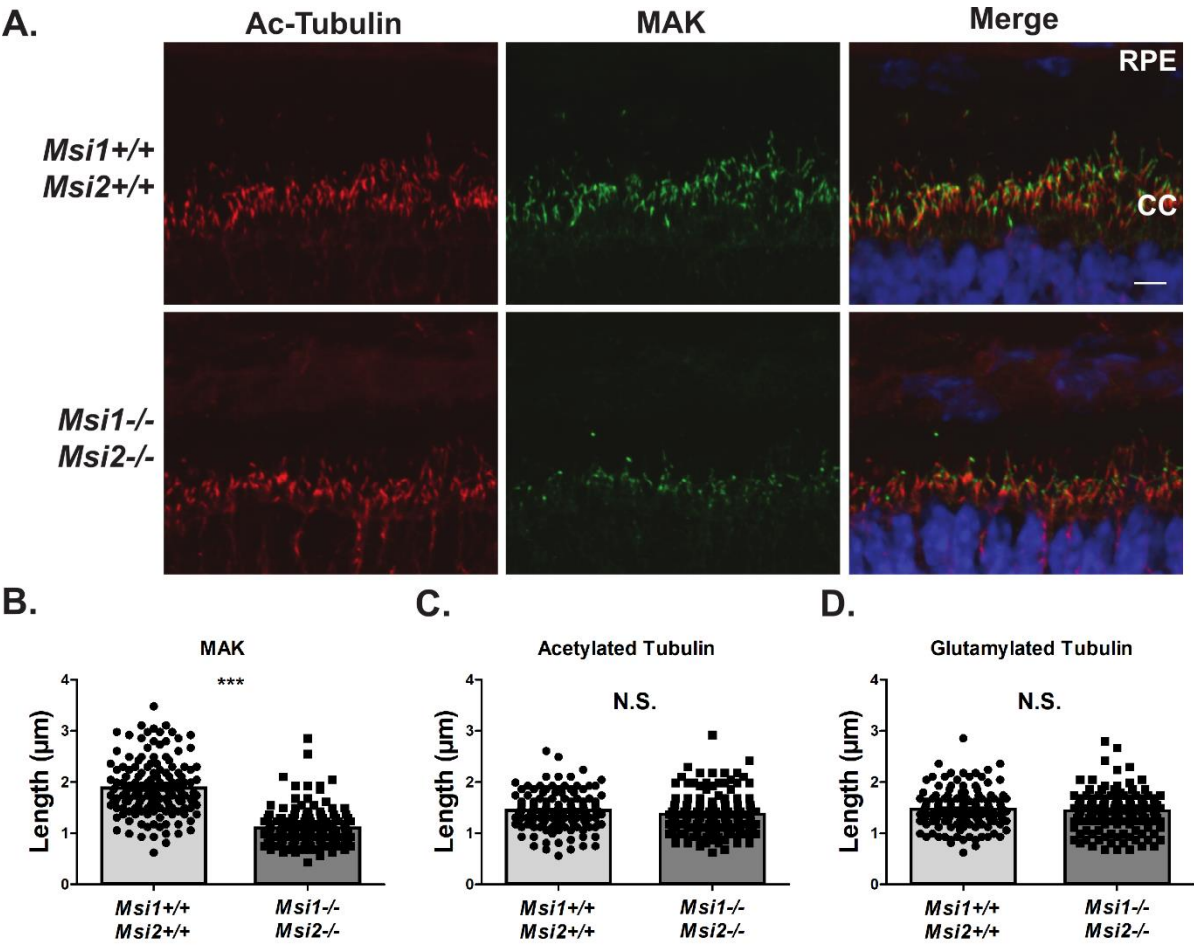 A.
Ac-Tubulin
MAK
Merge
Msi1+/+
Msi2+/+
RPE
CC
Msi1-/-
Msi2-/-
B.
C.
D.
MAK
***
Length (µm)
4
3
2
1
0
Msi1+/+
Msi2+/+
Msi1-/-
Msi2-/-
Acetylated Tubulin
N.S.
Length (µm)
4
3
2
1
0
Msi1+/+
Msi2+/+
Msi1-/-
Msi2-/-
Glutamylated Tubulin
N.S.
Length (µm)
4
3
2
1
0
Msi1+/+
Msi2+/+
Msi1-/-
Msi2-/-